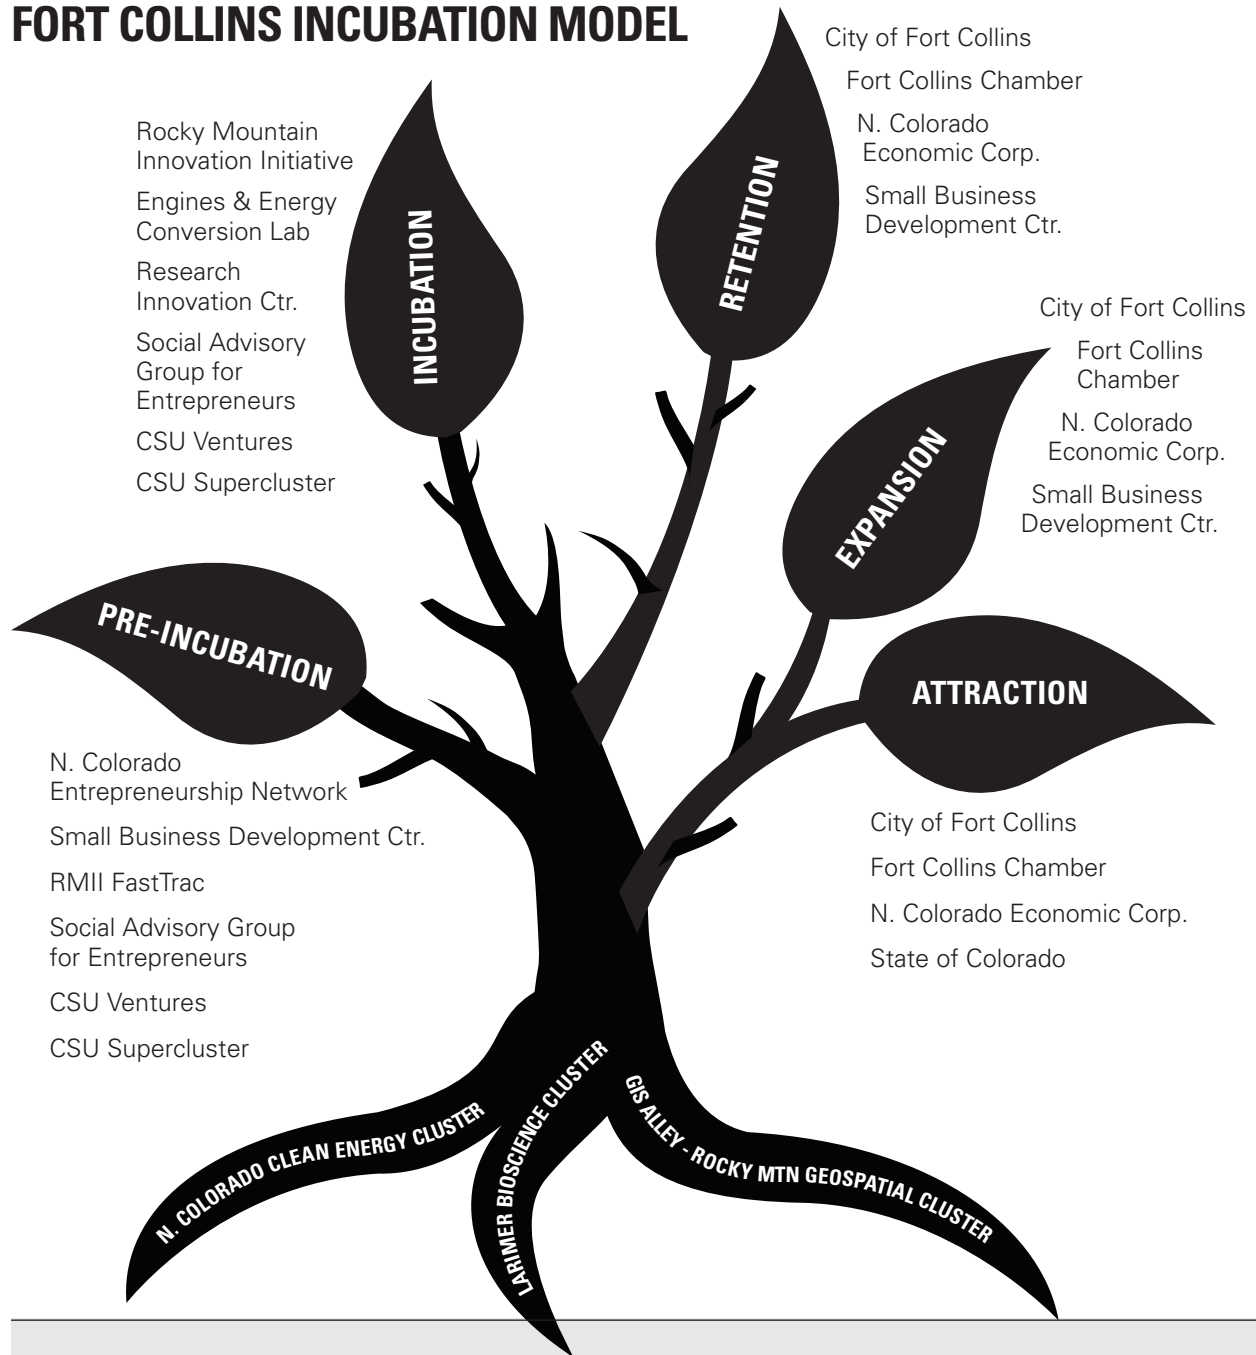 FORT COLLINS INCUBATION MODEL
INCUBATION
Rocky Mountain
Innovation Initiative
Engines & Energy
Conversion Lab
Research
Innovation Ctr.
Social Advisory
Group for
Entrepreneurs
CSU Ventures
CSU Supercluster
RETENTION
City of Fort Collins
Fort Collins Chamber
N. Colorado
Economic Corp.
Small Business
Development Ctr.
EXPANSION
City of Fort Collins
Fort Collins
Chamber
N. Colorado
Economic Corp.
Small Business
Development Ctr.
PRE-INCUBATION
N. Colorado
Entrepreneurship Network
Small Business Development Ctr.
RMII FastTrac
Social Advisory Group
for Entrepreneurs
CSU Ventures
CSU Supercluster
ATTRACTION
City of Fort Collins
Fort Collins Chamber
N. Colorado Economic Corp.
State of Colorado
N. COLORADO CLEAN ENERGY CLUSTER
LARIMER BIOSCIENCE CLUSTER
GIS ALLEY - ROCKY MTN GEOSPATIAL CLUSTER